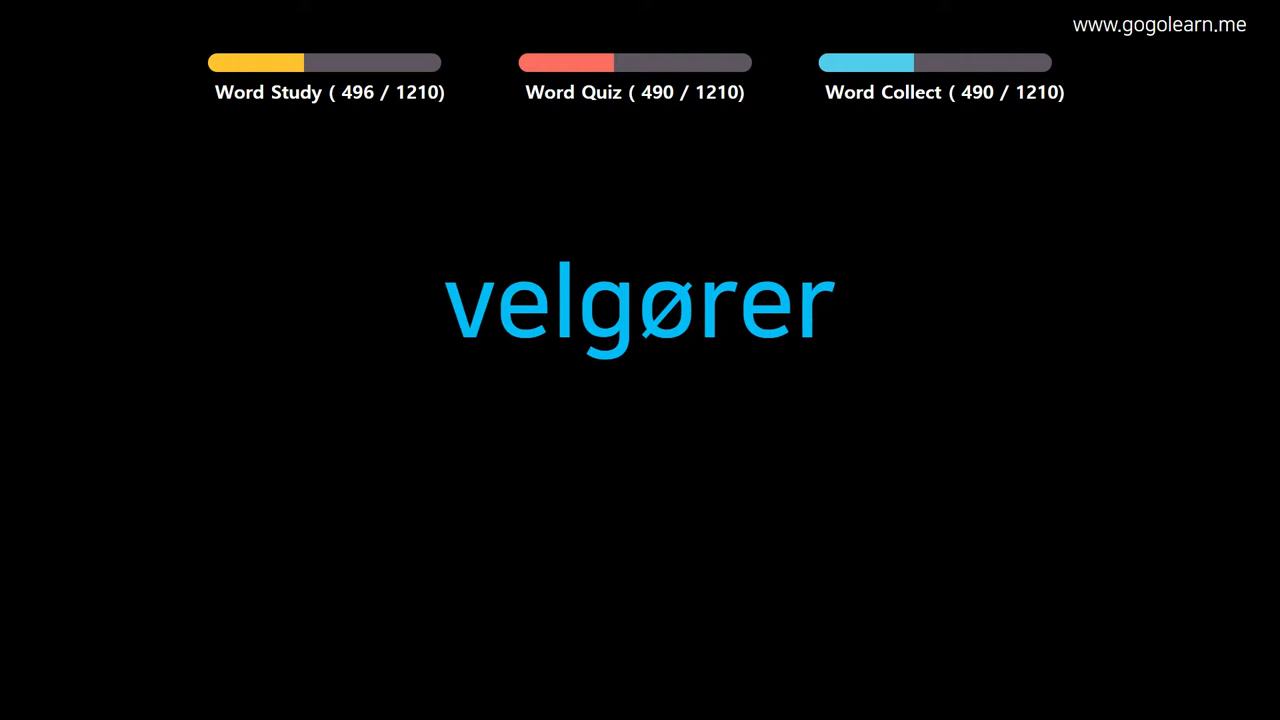 www.gogolearn.me
Word Study ( 496 / 1210)
Word Quiz ( 490 / 1210)
Word Collect ( 490 / 1210)
velgører